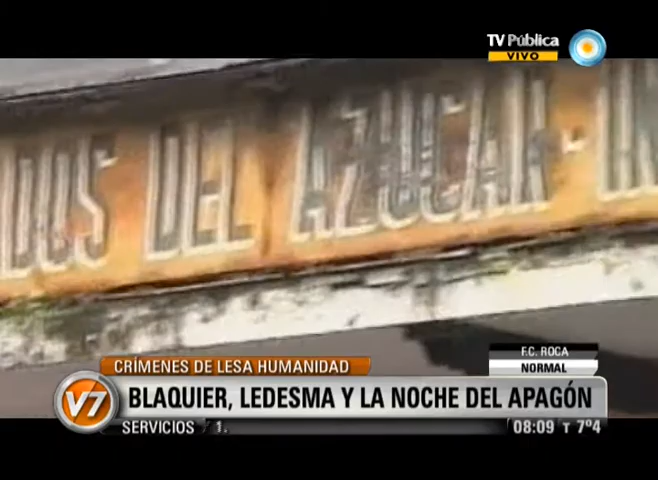 TV Pública
VIVO
DEL AZUCAR -
F.C. ROCA
NORMAL
CRÍMENES DE LESA HUMANIDAD
V7
BLAQUIER, LEDESMA Y LA NOCHE DEL APAGÓN
SERVICIOS 1.
08:09 T 7º4